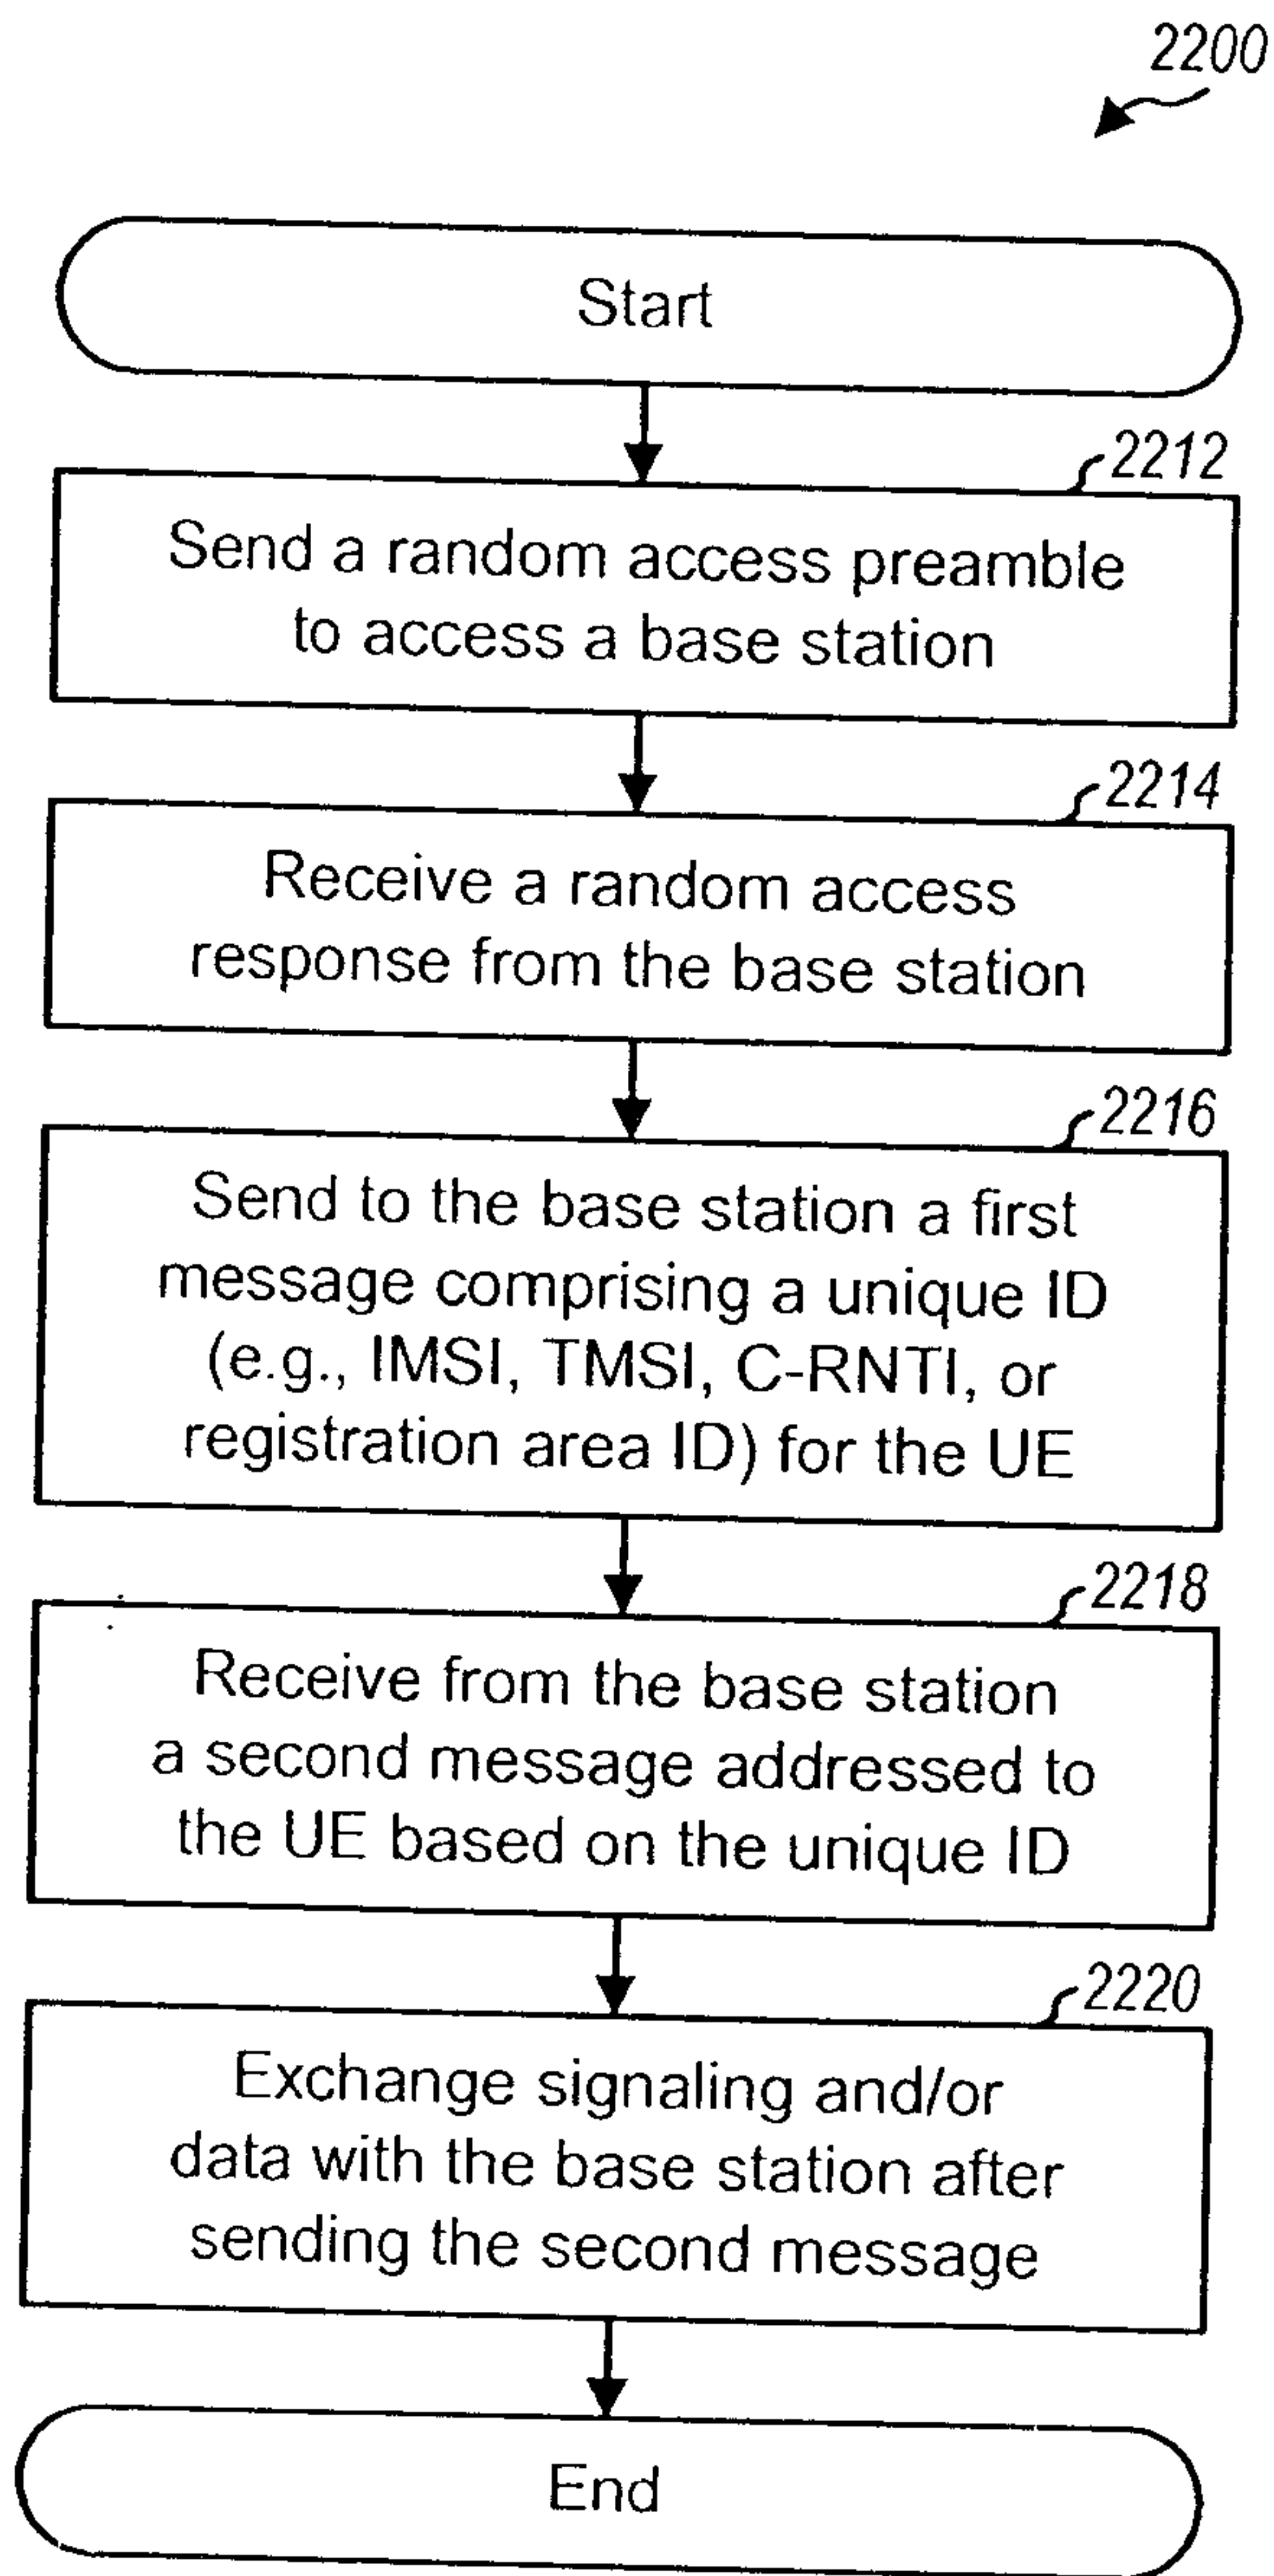 2200
Start
2212
Send a random access preamble
to access a base station
2214
Receive a random access
response from the base station
2216
Send to the base station a first
message comprising a unique ID
(e.g., IMSI, TMSI, C-RNTI, or
registration area ID) for the UE
2218
Receive from the base station
a second message addressed to
the UE based on the unique ID
2220
Exchange signaling and/or
data with the base station after
sending the second message
End